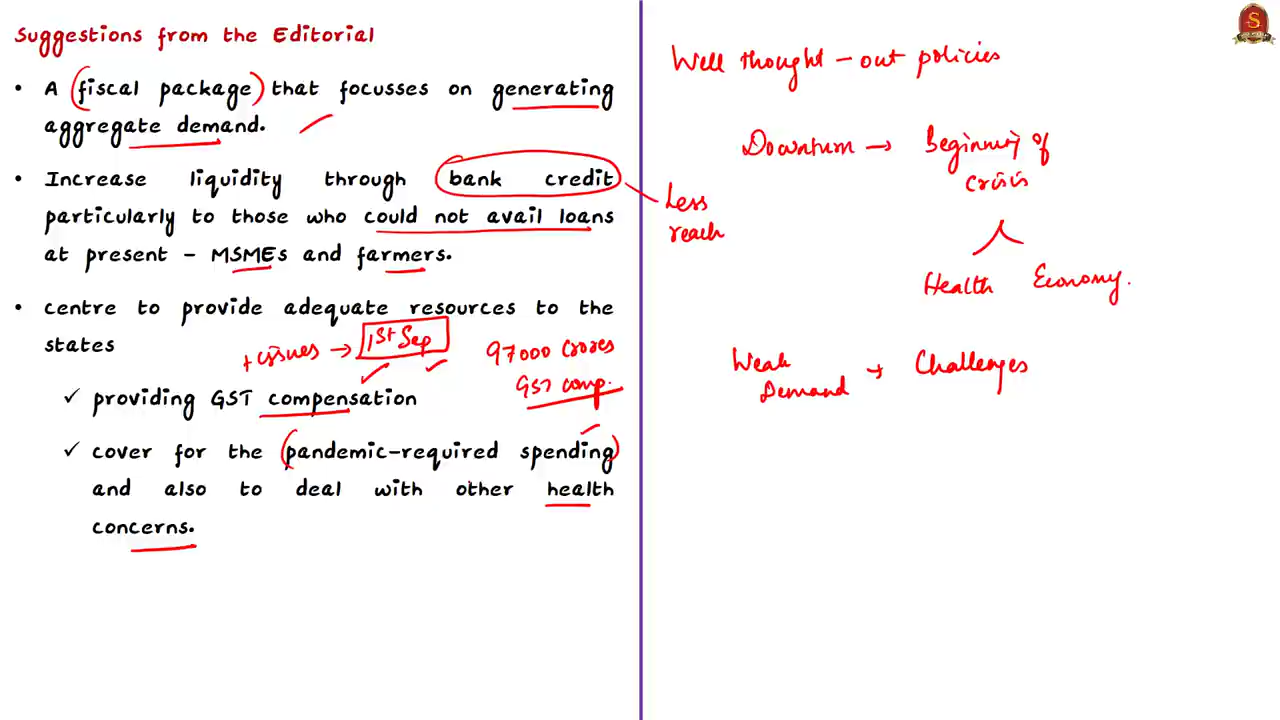 Suggestions from the Editorial
• A (fiscal package) that focusses on generating
aggregate demand.
• Increase liquidity through bank credit
particularly to those who could not avail loans
at present - MSMEs and farmers.
Less
reach
• centre to provide adequate resources to the
states
issues → 1st Sep
97000 crores
GST comp.
✓ providing GST compensation
✓ cover for the (pandemic-required spending)
and also to deal with other health
concerns.
Well thought - out policies
Downturn → Beginning of
crisis
Health Economy.
Weak
Demand → Challenges
S